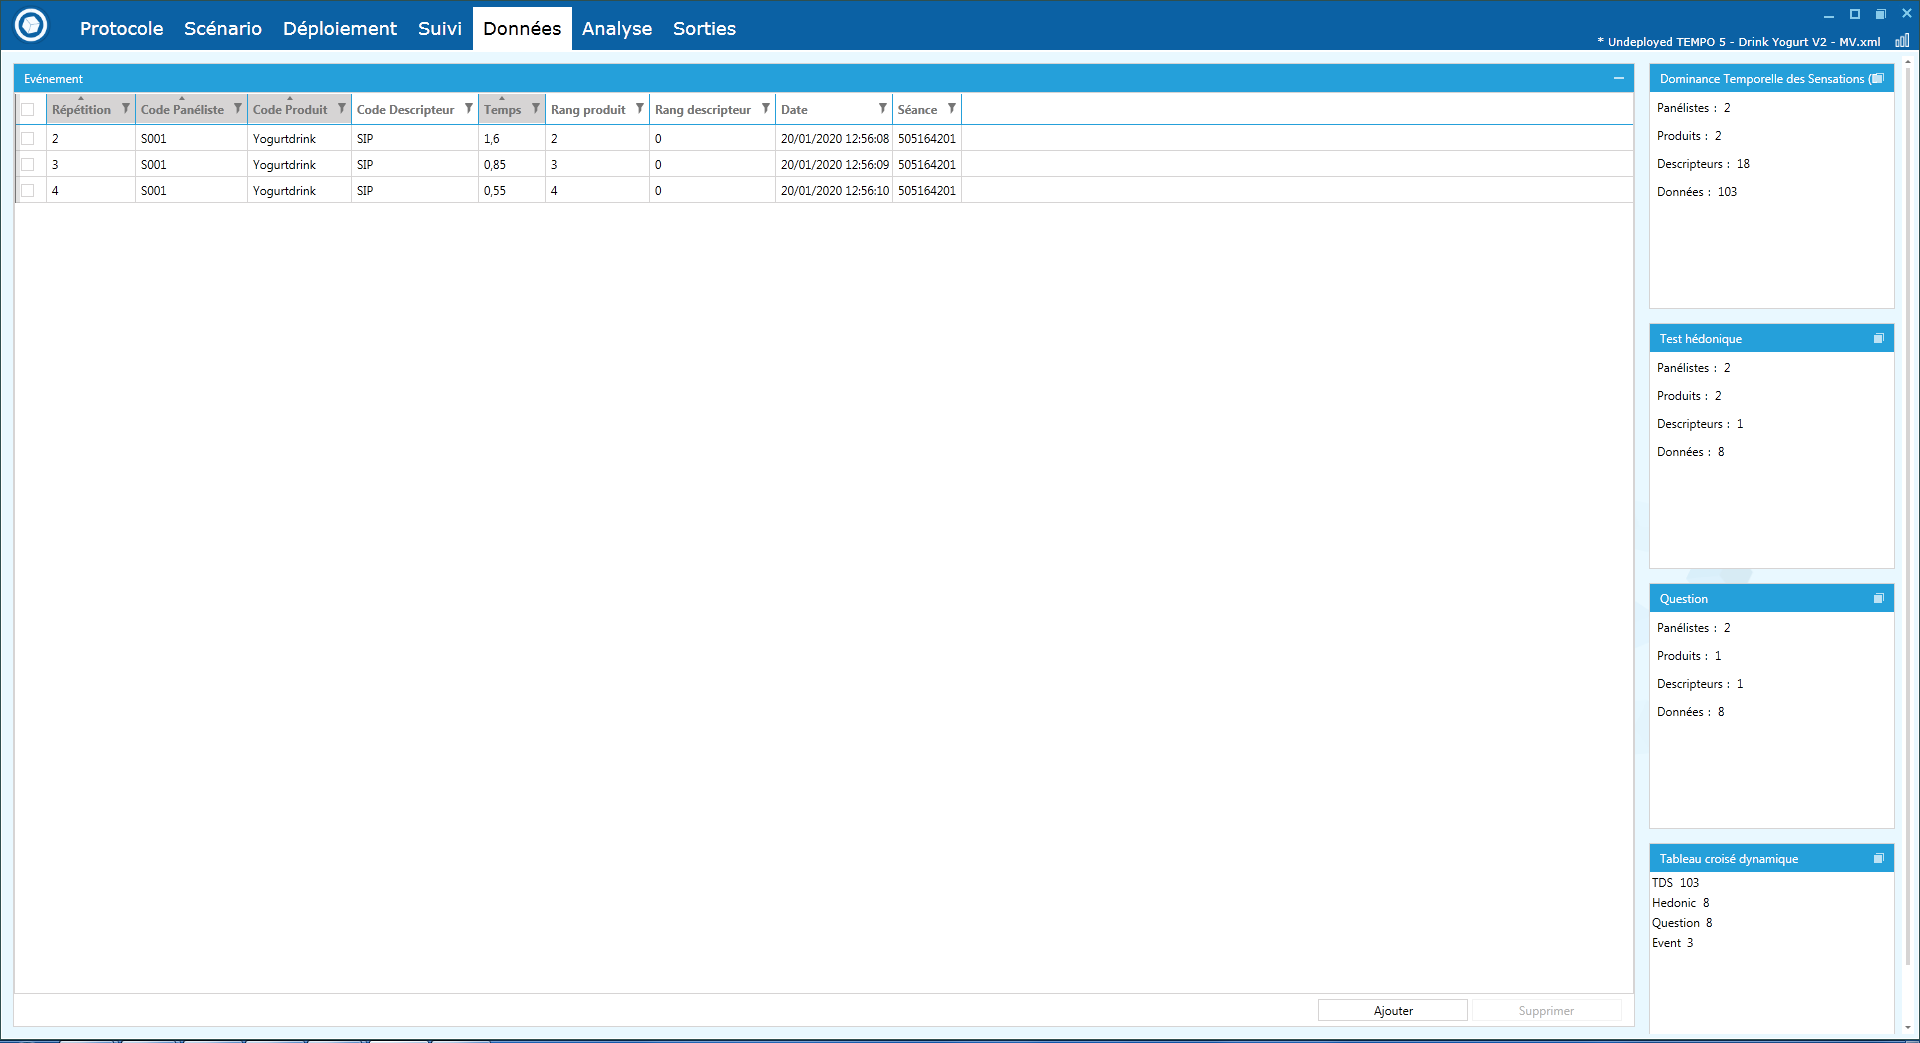 Protocole Scénario Déploiement Suivi Données Analyse Sorties
* Undeployed TEMPO 5 - Drink Yogurt V2 - MV.xml
Evénement
Répétition Code Panéliste Code Produit Code Descripteur Temps Rang produit Rang descripteur Date Séance
2 S001 Yogurtdrink SIP 1,6 2 0 20/01/2020 12:56:08 505164201
3 S001 Yogurtdrink SIP 0,85 3 0 20/01/2020 12:56:09 505164201
4 S001 Yogurtdrink SIP 0,55 4 0 20/01/2020 12:56:10 505164201
Ajouter Supprimer
Dominance Temporelle des Sensations (
Panélistes : 2
Produits : 2
Descripteurs : 18
Données : 103
Test hédonique
Panélistes : 2
Produits : 2
Descripteurs : 1
Données : 8
Question
Panélistes : 2
Produits : 1
Descripteurs : 1
Données : 8
Tableau croisé dynamique
TDS 103
Hedonic 8
Question 8
Event 3